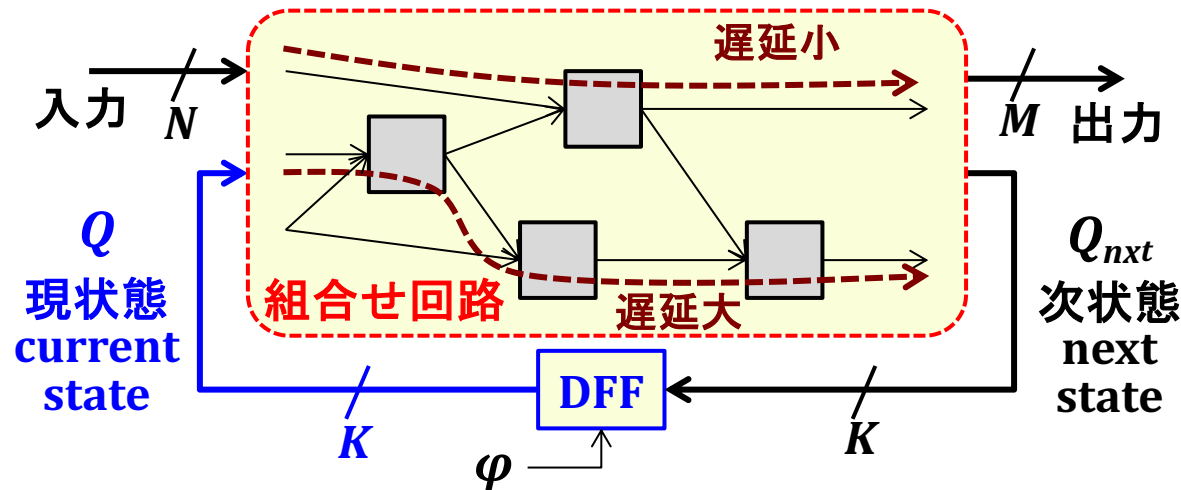 遅延小
入力
N
M
出力
Q
現状態
current
state
組合せ回路
遅延大
Qnxt
次状態
next
state
DFF
K
K
φ